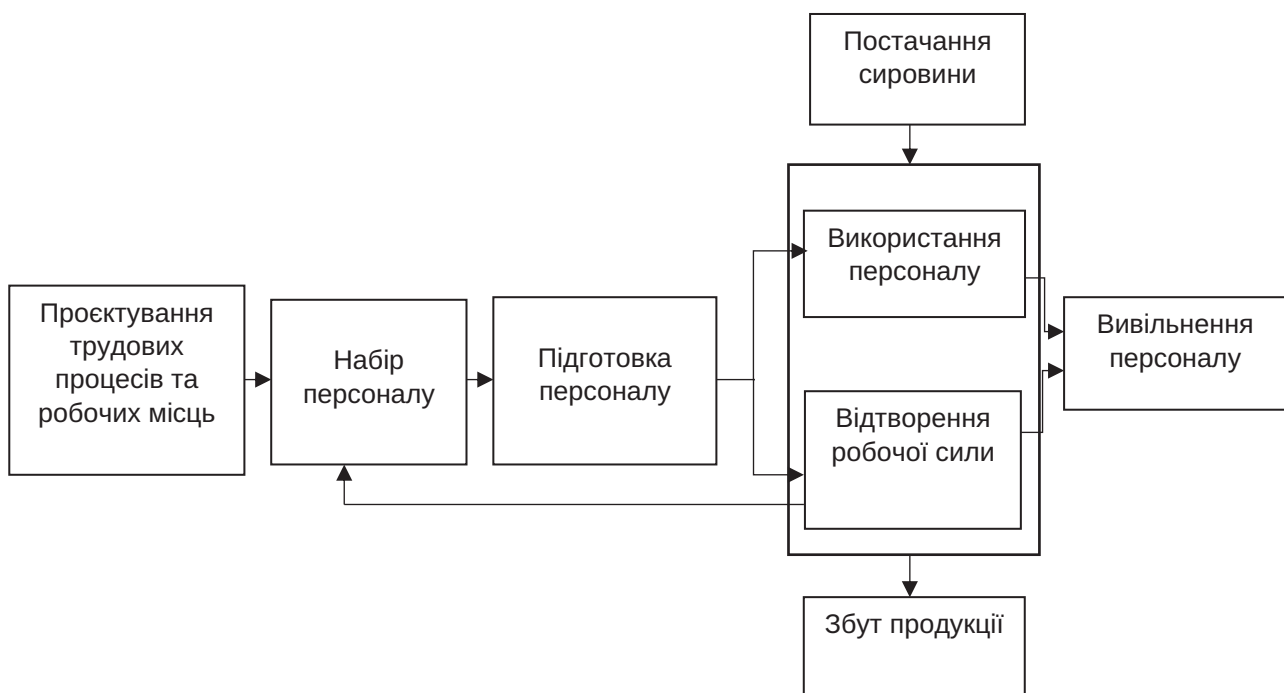 Постачання
сировини
Використання
персоналу
Проєктування
трудових
процесів та
робочих місць
Набір
персоналу
Підготовка
персоналу
Вивільнення
персоналу
Відтворення
робочої сили
Збут продукції